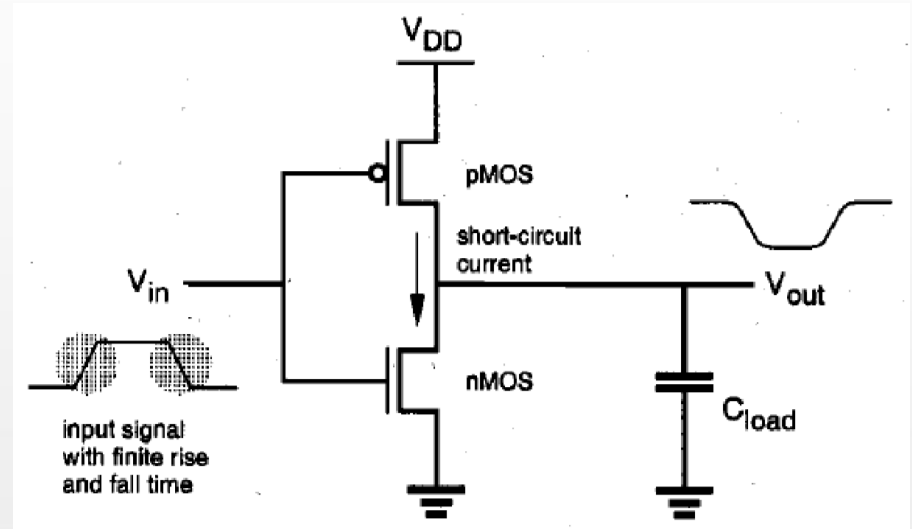 VDD
pMOS
short-circuit
current
Vin
Vout
nMOS
Cload
input signal
with finite rise
and fall time